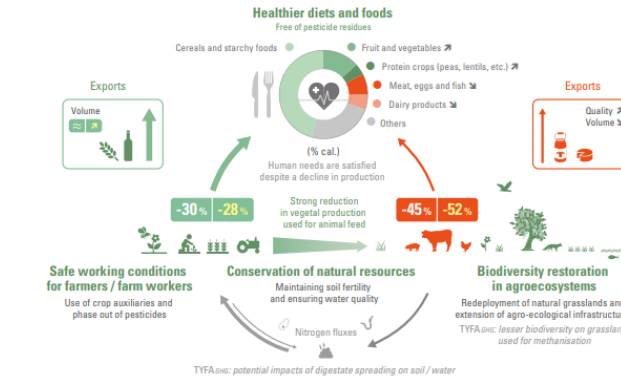 Healthier diets and foods
Free of pesticide residues
Cereals and starchy foods
Fruit and vegetables ↗
Protein crops (peas, lentils, etc.) ↗
Meat, eggs and fish ↘
Dairy products ↘
Others
(% cal.)
Human needs are satisfied
despite a decline in production
Exports
Volume
≈ ↗
Exports
Quality ↗
Volume ↘
-30 % -28 %
Strong reduction
in vegetal production
used for animal feed
-45 % -52 %
Safe working conditions
for farmers / farm workers
Use of crop auxiliaries and
phase out of pesticides
Conservation of natural resources
Maintaining soil fertility
and ensuring water quality
Biodiversity restoration
in agroecosystems
Redeployment of natural grasslands and
extension of agro-ecological infrastructu
TYFA GHG: lesser biodiversity on grasslan
used for methanisation
Nitrogen fluxes
TYFA GHG: potential impacts of digestate spreading on soil / water